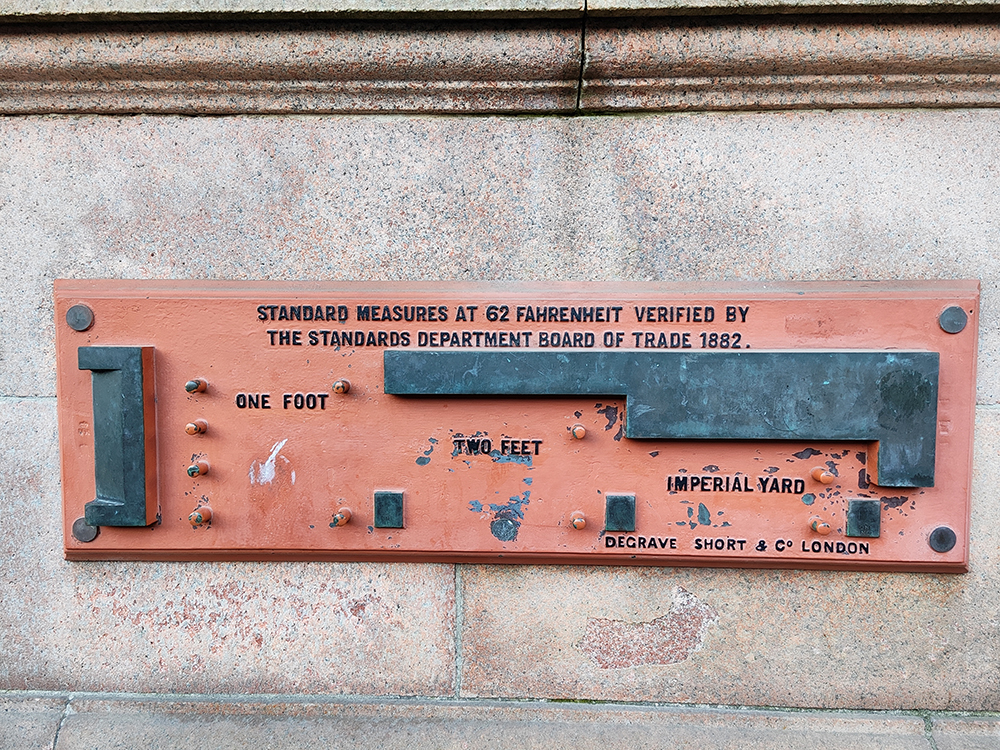 STANDARD MEASURES AT 62 FAHRENHEIT VERIFIED BY
THE STANDARDS DEPARTMENT BOARD OF TRADE 1882.
ONE FOOT
TWO FEET
IMPERIAL YARD
DEGRAVE SHORT & Cº LONDON